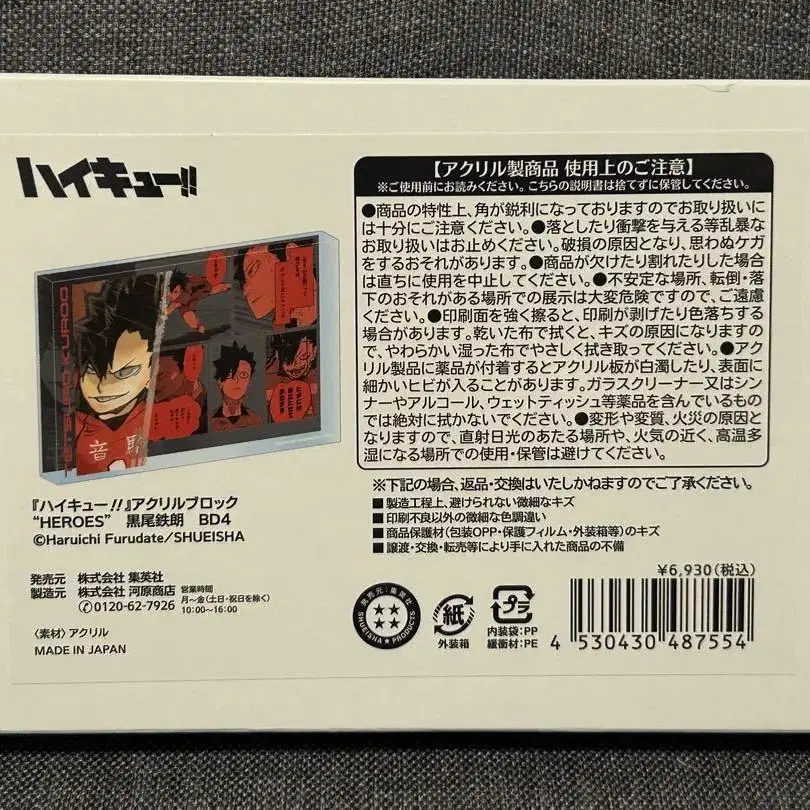 ハイキュー!!
TETSURO KUROO
音駒
『ハイキュー!!』アクリルブロック
“HEROES” 黒尾鉄朗 BD4
©Haruichi Furudate/SHUEISHA
発売元 株式会社 集英社
製造元 株式会社 河原商店
0120-62-7926
営業時間
月〜金(土・祝日を除く)
10:00〜16:00
〈素材〉アクリル
MADE IN JAPAN
【アクリル製商品 使用上のご注意】
※ご使用前にお読みください。こちらの説明書は捨てずに保管してください。
●商品の特性上、角が鋭利になっておりますのでお取り扱いに
は十分にご注意ください。●落としたり衝撃を与える等乱暴な
お取り扱いはお止めください。破損の原因となり、思わぬケガ
をするおそれがあります。●商品が欠けたり割れたりした場合
は直ちに使用を中止してください。●不安定な場所、転倒・落
下のおそれがある場所での展示は大変危険ですので、ご遠慮
ください。●印刷面を強く擦ると、印刷が剥げたり色落ちする
場合があります。乾いた布で拭くと、キズの原因になりますの
で、やわらかい湿った布でやさしく拭き取ってください。●アク
リル製品に薬品が付着するとアクリル板が白濁したり、表面に
細かいヒビが入ることがあります。ガラスクリーナー又はシン
ナーやアルコール、ウェットティッシュ等薬品を含んでいるもの
では絶対に拭かないでください。●変形や変質、火災の原因と
なりますので、直射日光のあたる場所や、火気の近く、高温多
湿になる場所での使用・保管は避けてください。
※下記の場合、返品・交換はいたしかねますのでご了承ください。
■製造工程上、避けられない微細なキズ
■印刷不良以外の微細な色調違い
■商品保護材(包装OPP・保護フィルム・外装箱等)のキズ
■譲渡・交換・転売等により手に入れた商品の不備
¥6,930(税込)
発売元:集英社
SHUEISHA★PRODUCTS
紙
外装箱
プラ
内装袋:PP
緩衝材:PE
4 530430 487554